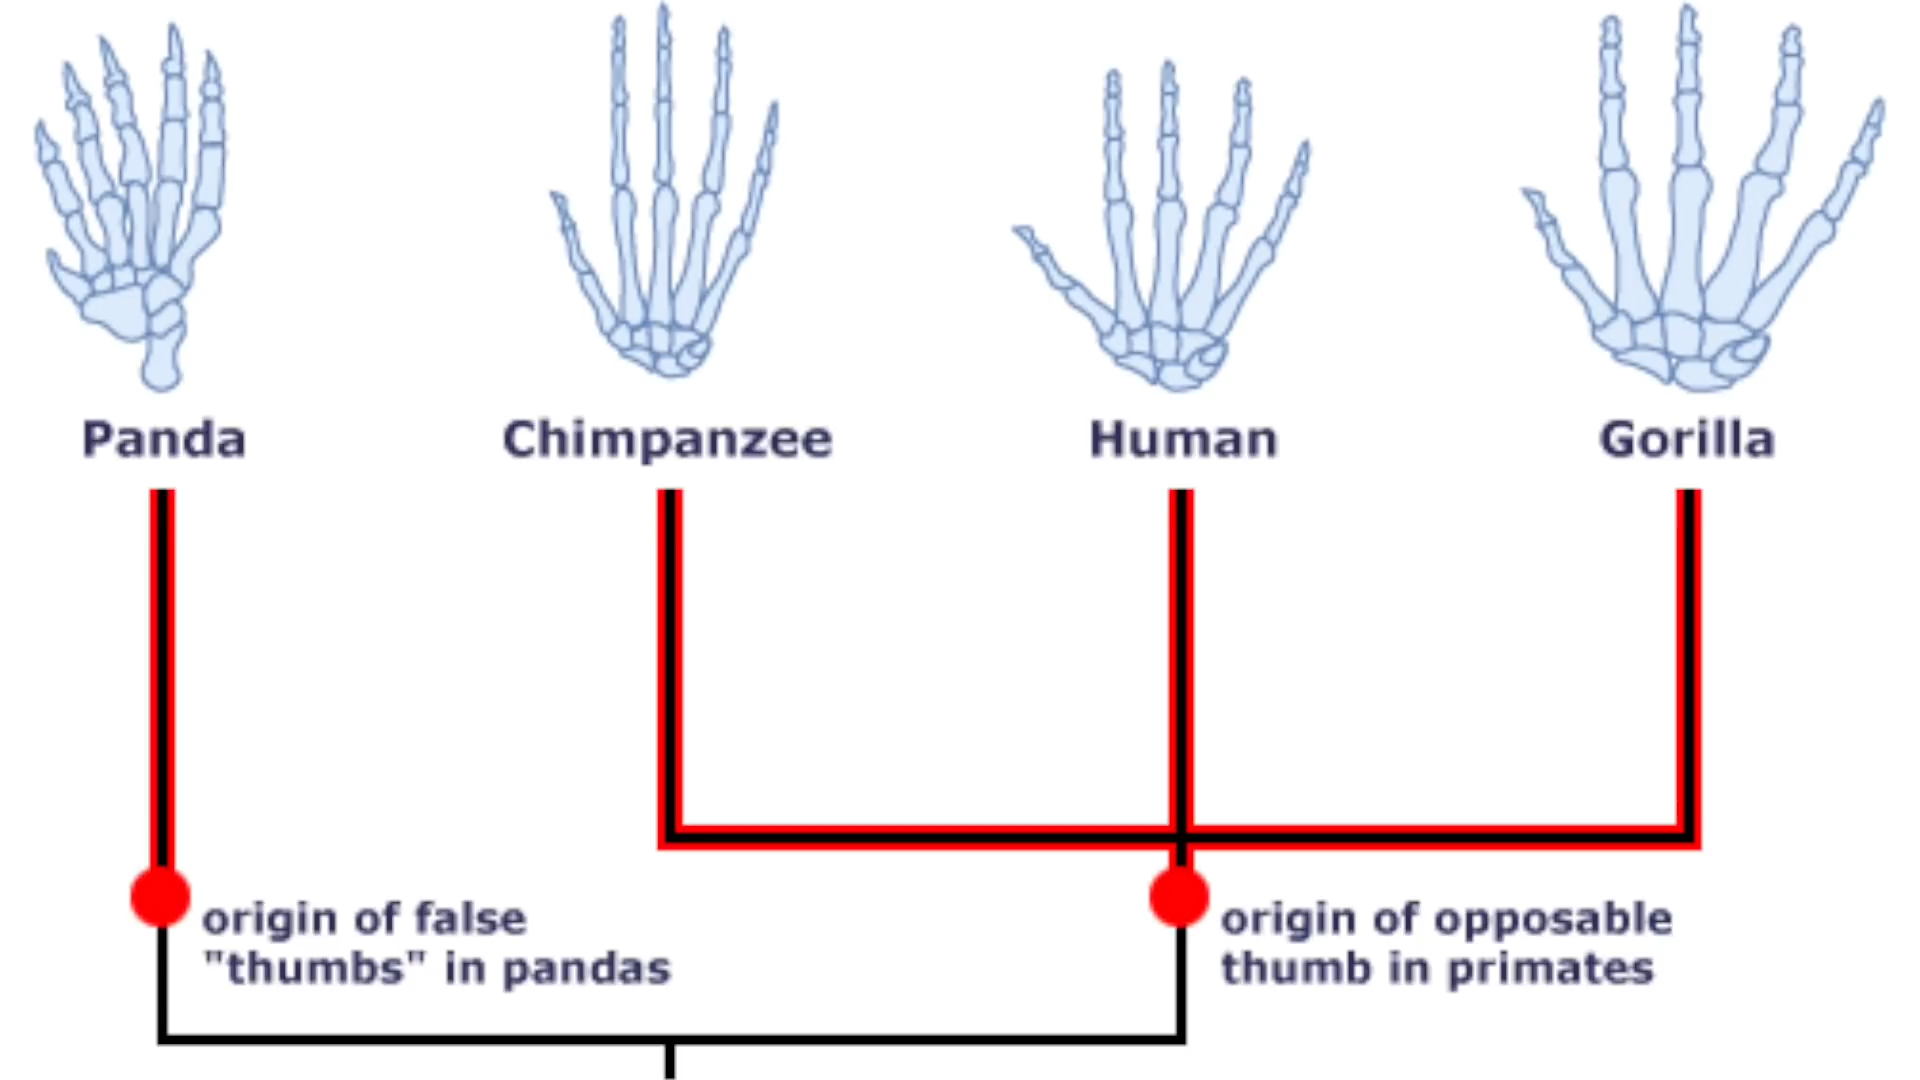 Panda
Chimpanzee
Human
Gorilla
origin of false
"thumbs" in pandas
origin of opposable
thumb in primates